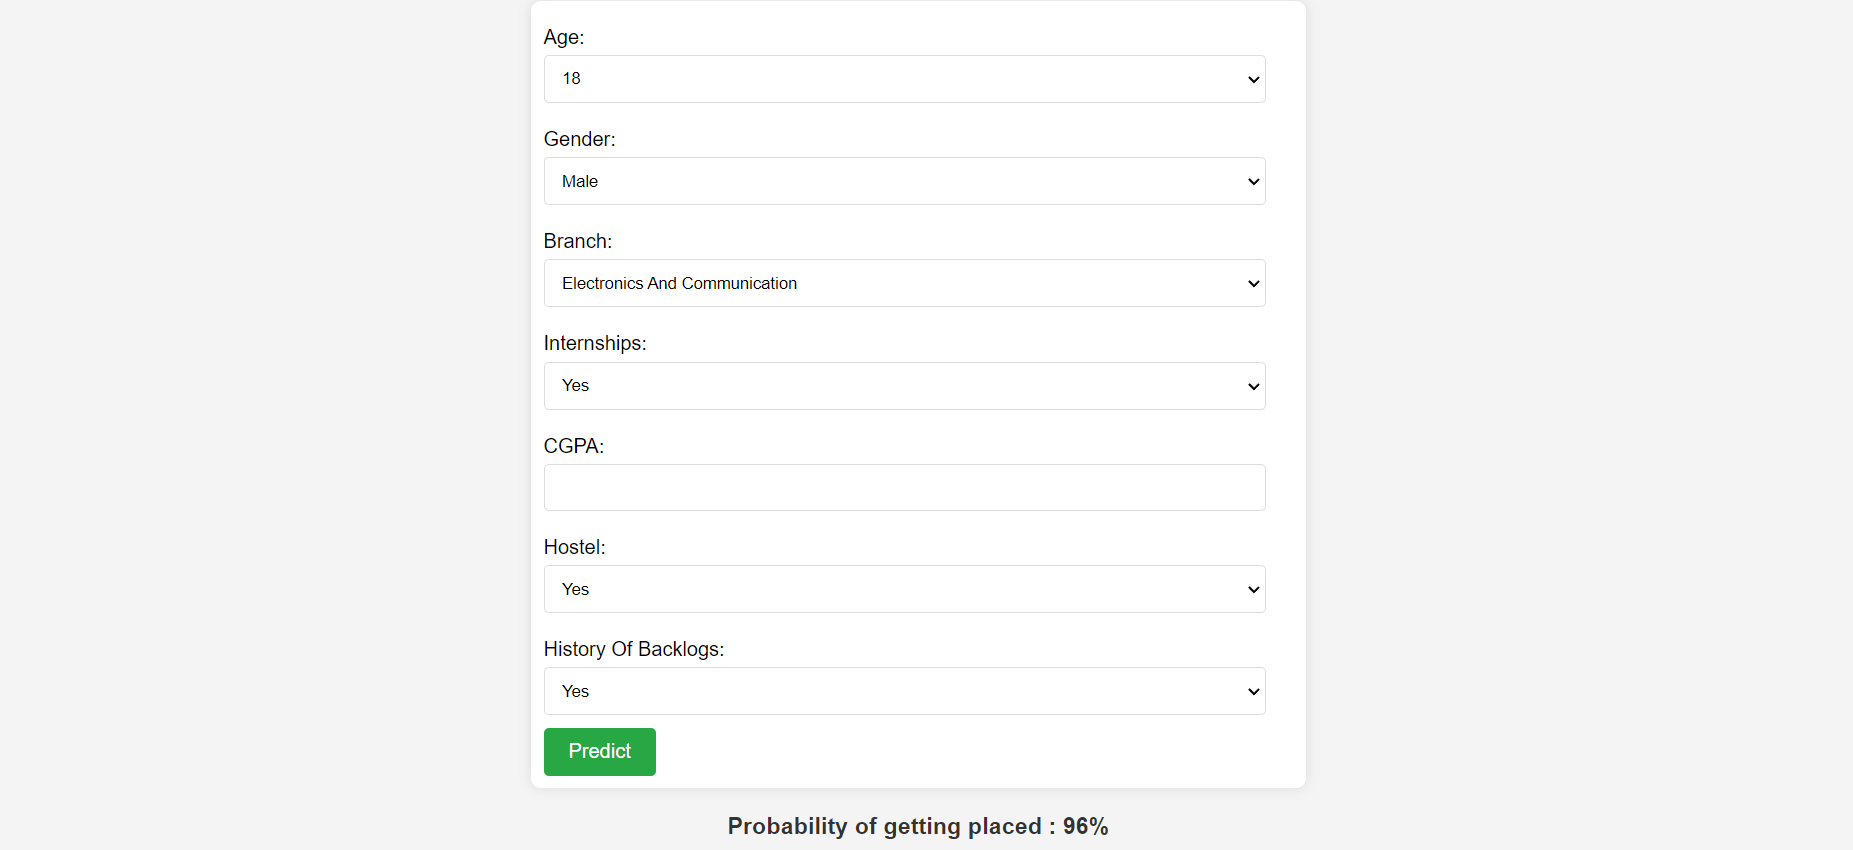 Age:
18
Gender:
Male
Branch:
Electronics And Communication
Internships:
Yes
CGPA:
Hostel:
Yes
History Of Backlogs:
Yes
Predict
Probability of getting placed : 96%